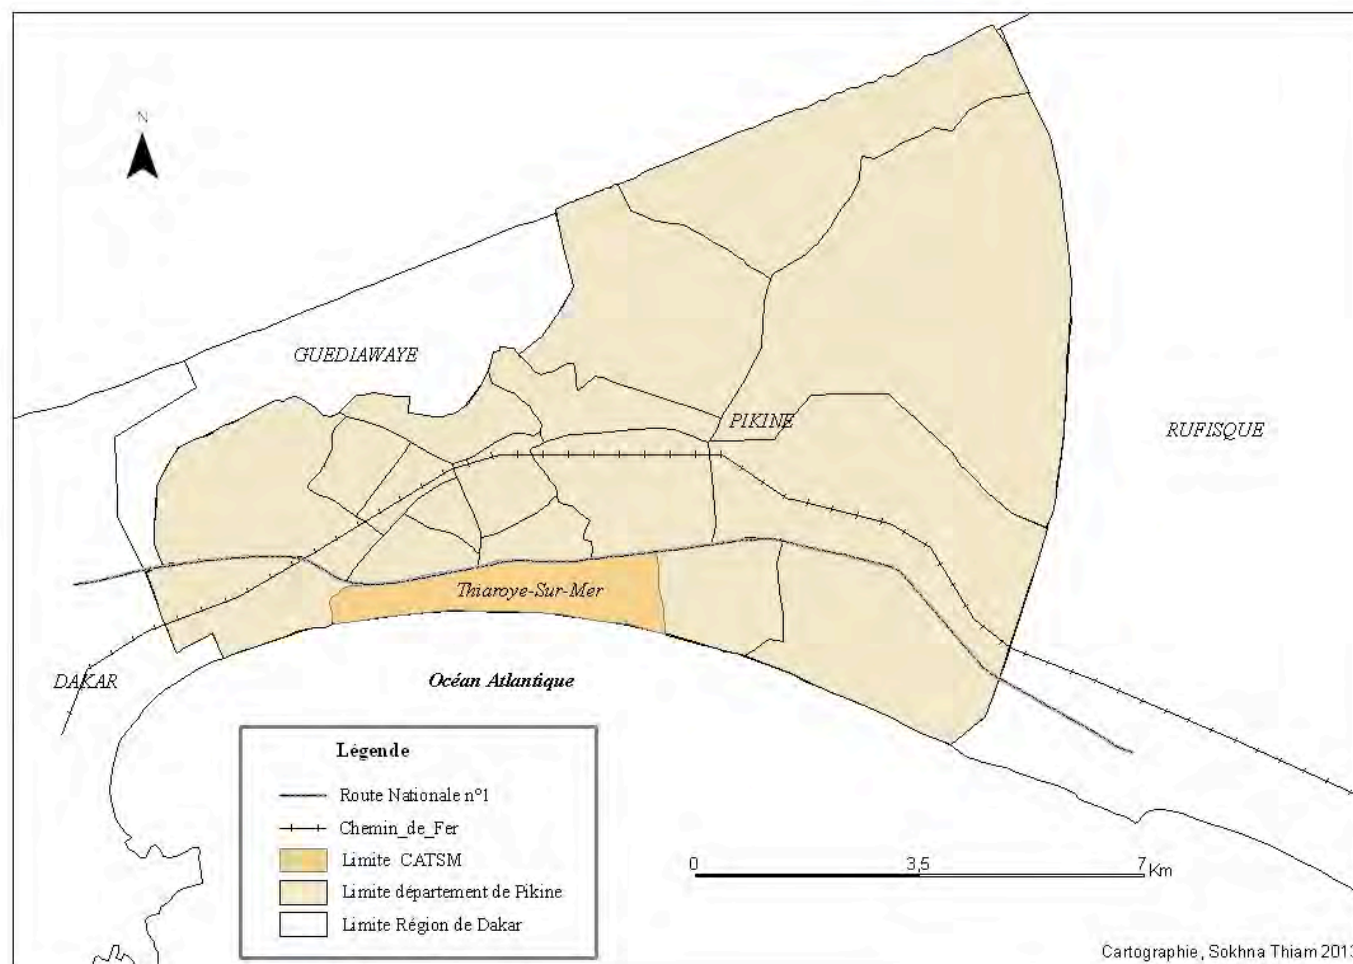 N
GUEDIAWAYE
PIKINE
RUFISQUE
Thiaroye-Sur-Mer
DAKAR
Océan Atlantique
Légende
Route Nationale n°1
Chemin_de_Fer
Limite CATSM
Limite département de Pikine
Limite Région de Dakar
0 3,5 7 Km
Cartographie, Sokhna Thiam 2013